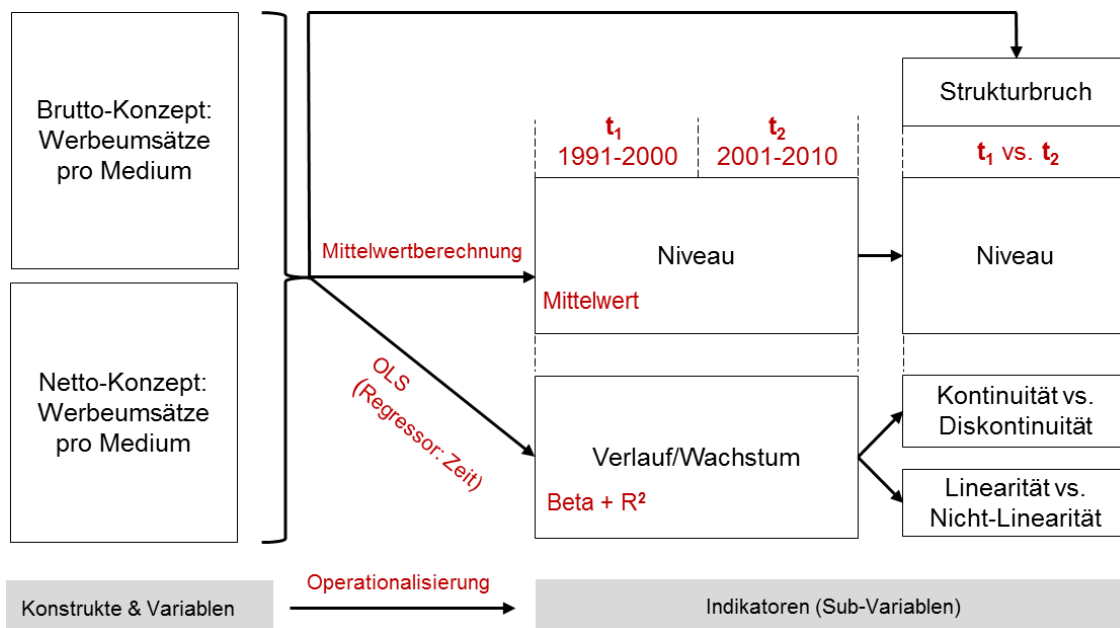 Brutto-Konzept:
Werbeumsätze
pro Medium
Netto-Konzept:
Werbeumsätze
pro Medium
Mittelwertberechnung
OLS
(Regressor: Zeit)
t1
1991-2000
t2
2001-2010
Niveau
Mittelwert
Verlauf/Wachstum
Beta + R²
Strukturbruch
t1 vs. t2
Niveau
Kontinuität vs.
Diskontinuität
Linearität vs.
Nicht-Linearität
Konstrukte & Variablen
Operationalisierung
Indikatoren (Sub-Variablen)